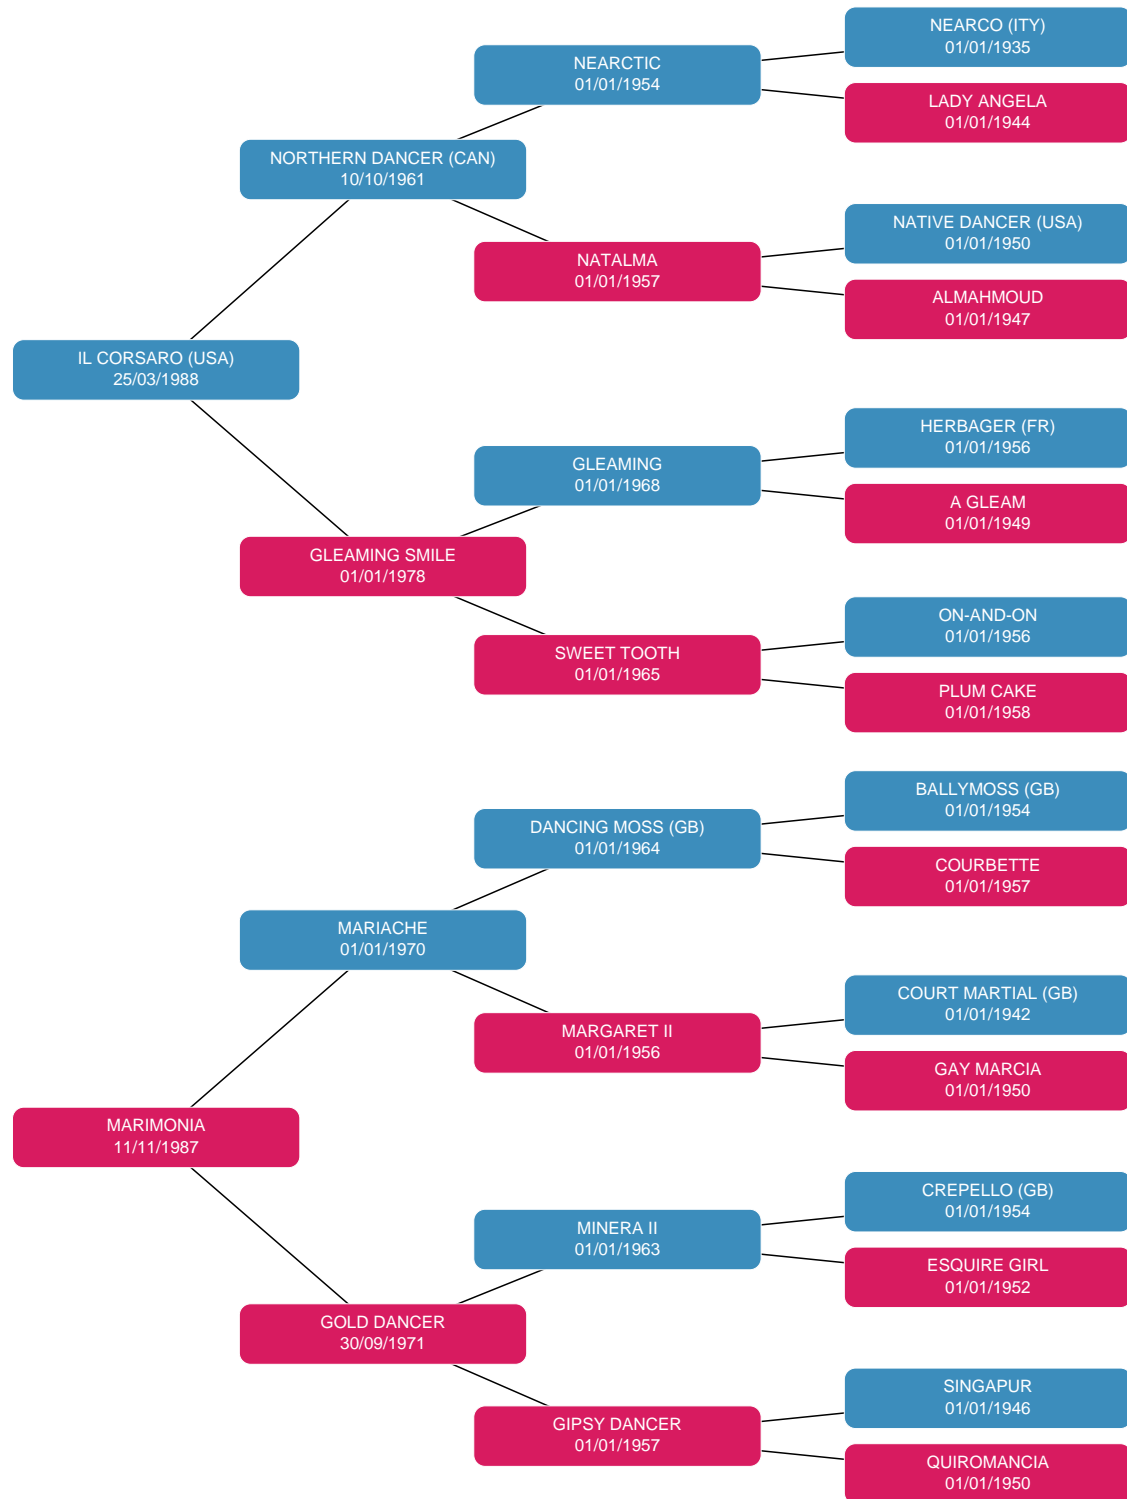 NEARCO (ITY)
01/01/1935
NEARCTIC
01/01/1954
LADY ANGELA
01/01/1944
NORTHERN DANCER (CAN)
10/10/1961
NATIVE DANCER (USA)
01/01/1950
NATALMA
01/01/1957
ALMAHMOUD
01/01/1947
IL CORSARO (USA)
25/03/1988
HERBAGER (FR)
01/01/1956
GLEAMING
01/01/1968
A GLEAM
01/01/1949
GLEAMING SMILE
01/01/1978
ON-AND-ON
01/01/1956
SWEET TOOTH
01/01/1965
PLUM CAKE
01/01/1958
BALLYMOSS (GB)
01/01/1954
DANCING MOSS (GB)
01/01/1964
COURBETTE
01/01/1957
MARIACHE
01/01/1970
COURT MARTIAL (GB)
01/01/1942
MARGARET II
01/01/1956
GAY MARCIA
01/01/1950
MARIMONIA
11/11/1987
CREPELLO (GB)
01/01/1954
MINERA II
01/01/1963
ESQUIRE GIRL
01/01/1952
GOLD DANCER
30/09/1971
SINGAPUR
01/01/1946
GIPSY DANCER
01/01/1957
QUIROMANCIA
01/01/1950